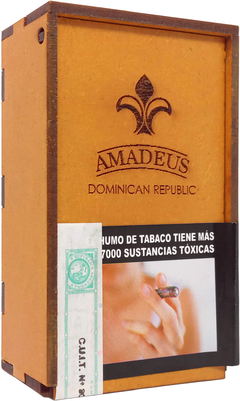 AMADEUS
DOMINICAN REPUBLIC
HUMO DE TABACO TIENE MÁS
7000 SUSTANCIAS TÓXICAS
C.U.I.T. Nº